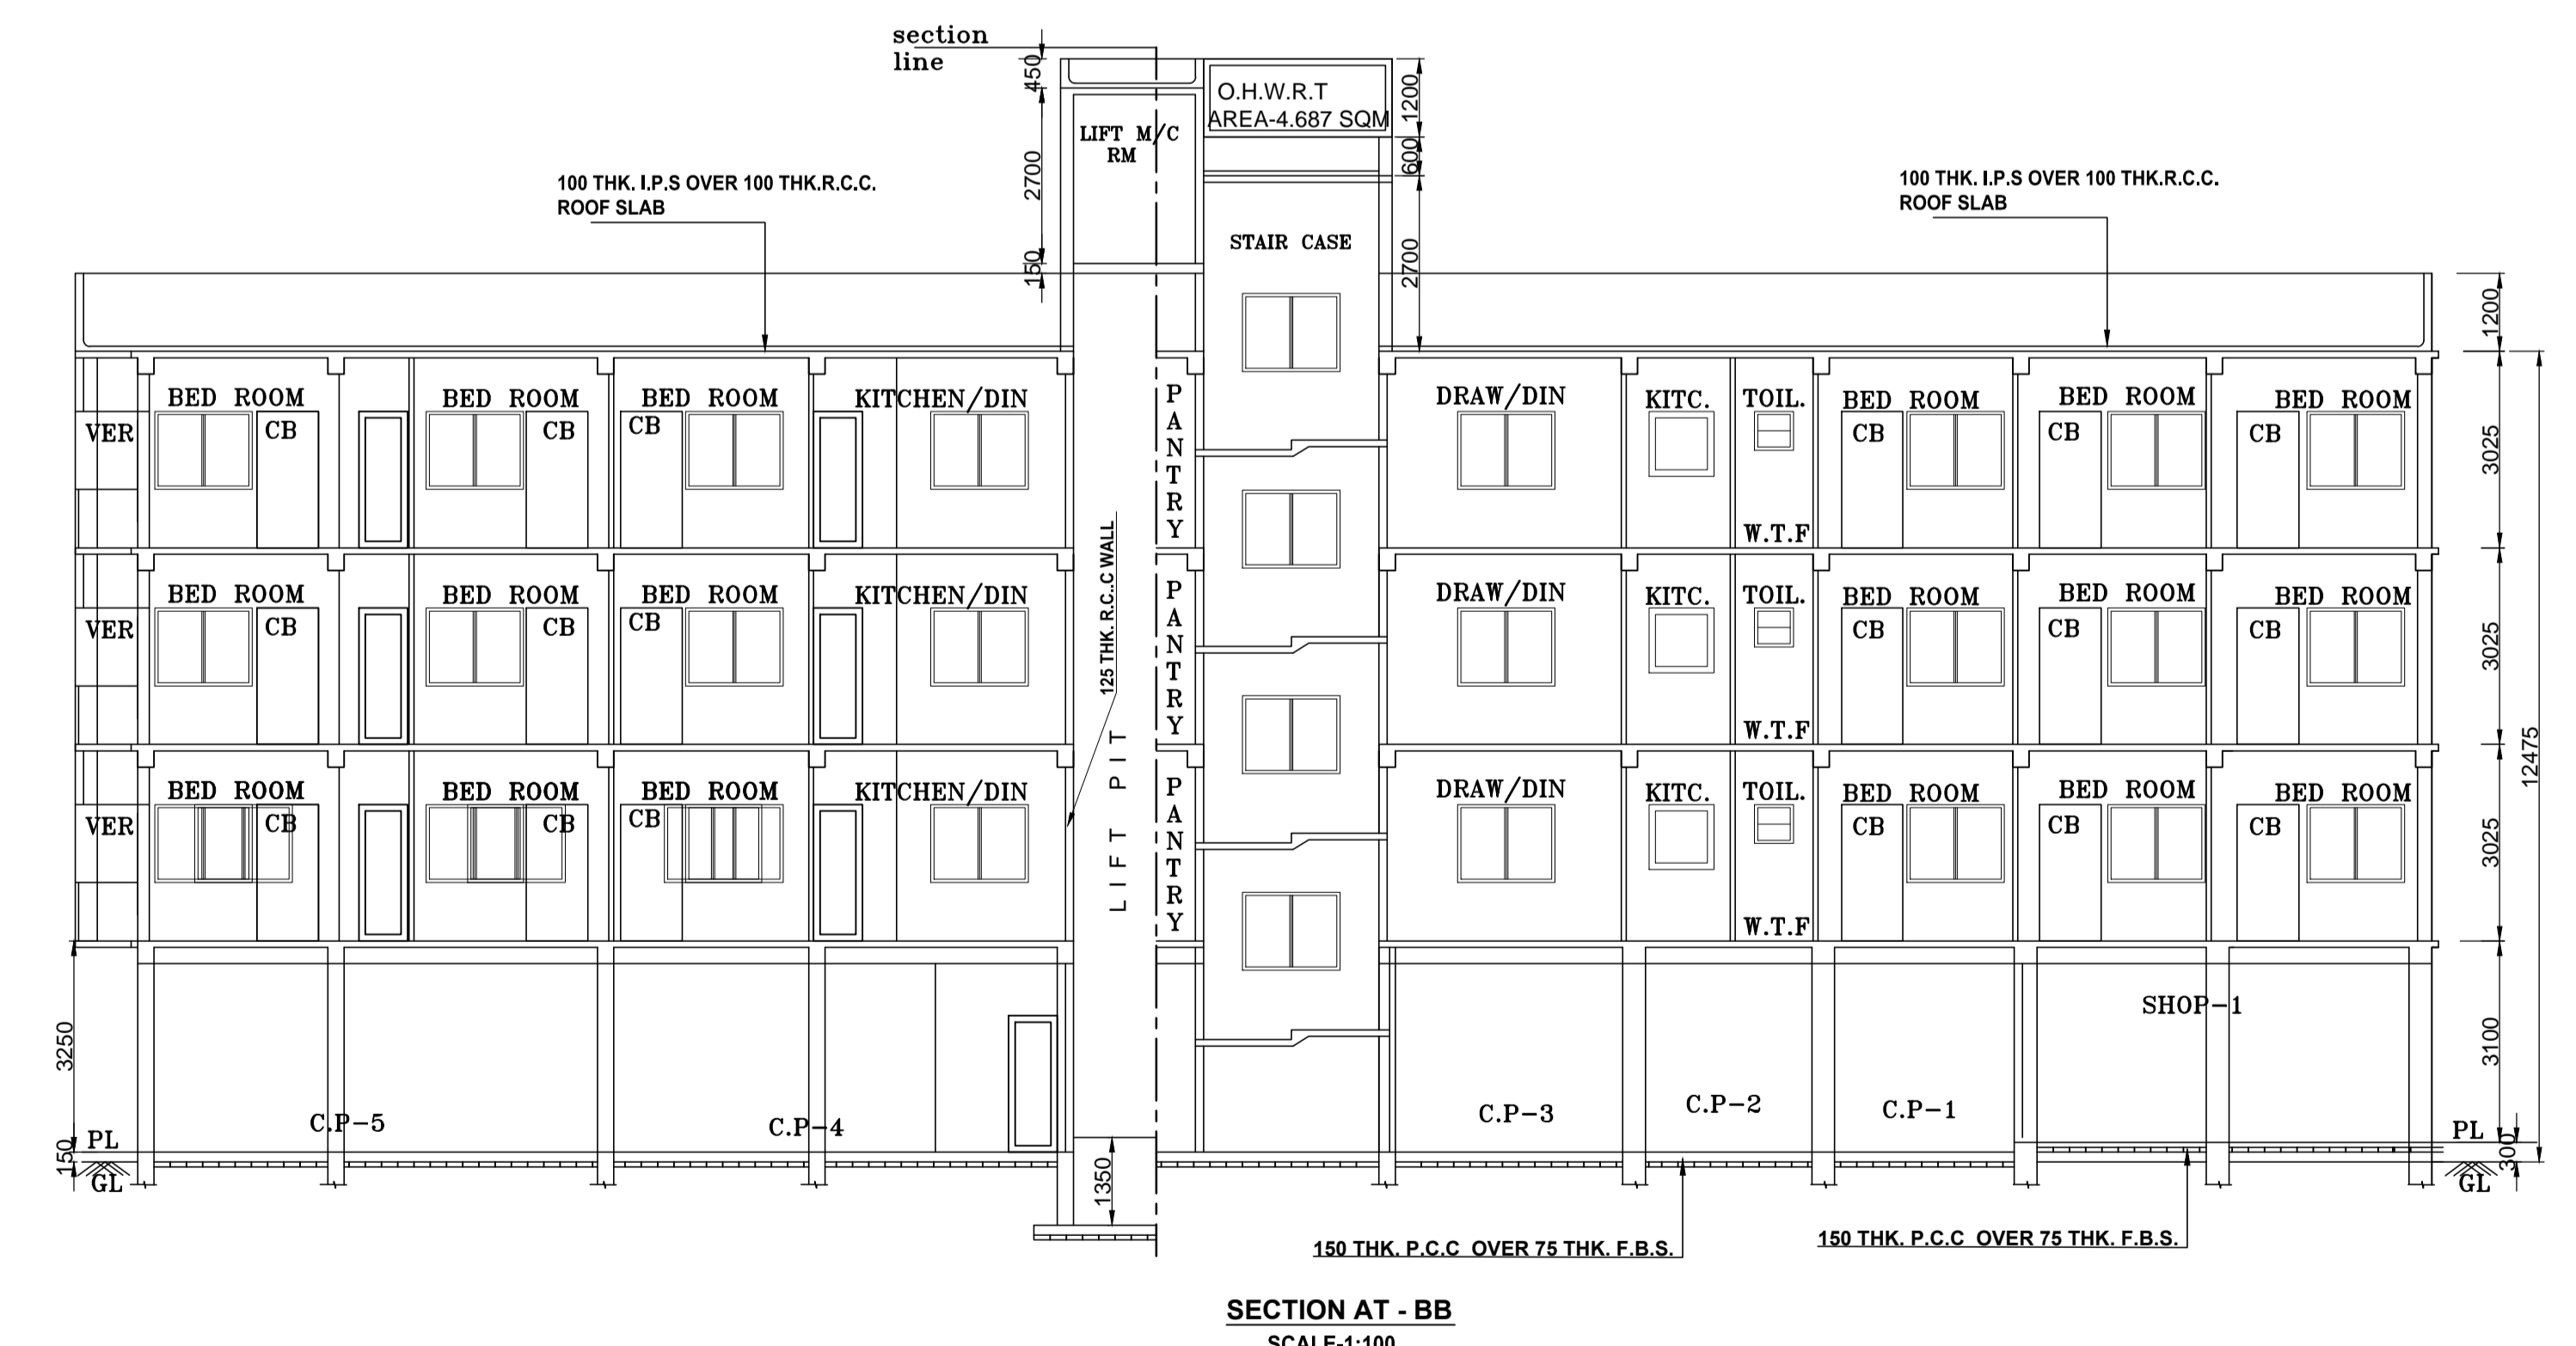 section
line
450
O.H.W.R.T
AREA-4.687 SQM
1200
LIFT M/C
RM
600
2700
100 THK. I.P.S OVER 100 THK.R.C.C.
ROOF SLAB
100 THK. I.P.S OVER 100 THK.R.C.C.
ROOF SLAB
STAIR CASE
150
2700
1200
BED ROOM BED ROOM BED ROOM KITCHEN/DIN PANTRY DRAW/DIN KITC. TOIL. BED ROOM BED ROOM BED ROOM
VER CB CB CB CB CB CB 3025
W.T.F
125 THK. R.C..C WALL
BED ROOM BED ROOM BED ROOM KITCHEN/DIN PANTRY DRAW/DIN KITC. TOIL. BED ROOM BED ROOM BED ROOM
VER CB CB CB CB CB CB 3025
W.T.F
12475
LIFT PIT
BED ROOM BED ROOM BED ROOM KITCHEN/DIN PANTRY DRAW/DIN KITC. TOIL. BED ROOM BED ROOM BED ROOM
VER CB CB CB CB CB CB 3025
W.T.F
SHOP-1
3250
3100
C.P-5 C.P-4 C.P-3 C.P-2 C.P-1
PL
150
GL
PL
300
GL
1350
150 THK. P.C.C OVER 75 THK. F.B.S.
150 THK. P.C.C OVER 75 THK. F.B.S.
SECTION AT - BB
SCALE-1:100